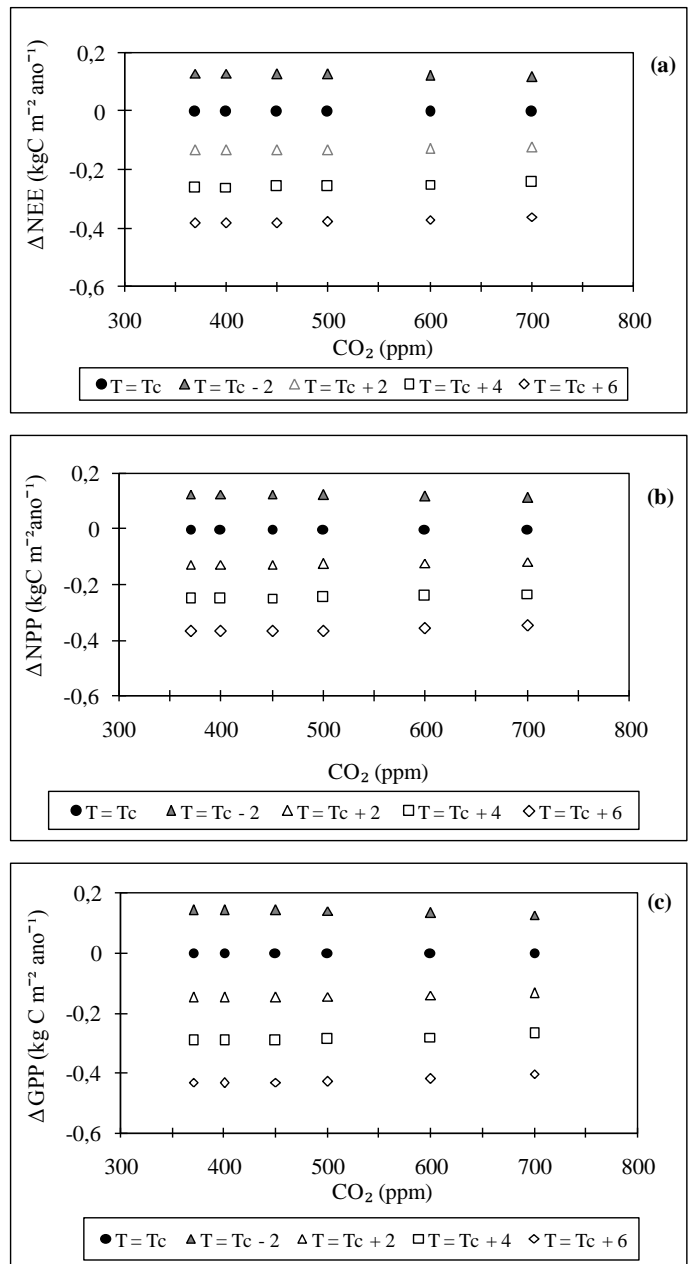 (a)
ΔNEE (kgC m⁻² ano⁻¹)
0,2
0
-0,2
-0,4
-0,6
300 400 500 600 700 800
CO₂ (ppm)
T = Tc T = Tc - 2 T = Tc + 2 T = Tc + 4 T = Tc + 6
(b)
ΔNPP (kgC m⁻²ano⁻¹)
0,2
0
-0,2
-0,4
-0,6
300 400 500 600 700 800
CO₂ (ppm)
T = Tc T = Tc - 2 T = Tc + 2 T = Tc + 4 T = Tc + 6
(c)
ΔGPP (kg C m⁻² ano⁻¹)
0,2
0
-0,2
-0,4
-0,6
300 400 500 600 700 800
CO₂ (ppm)
T = Tc T = Tc - 2 T = Tc + 2 T = Tc + 4 T = Tc + 6